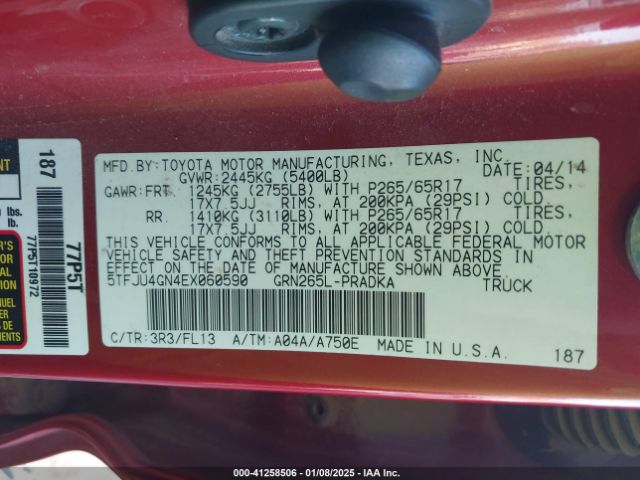 MFD. BY: TOYOTA MOTOR MANUFACTURING, TEXAS, INC.
GVWR: 2445KG (5400LB) DATE: 04/14
GAWR: FRT. 1245KG (2755LB) WITH P265/65R17 TIRES,
17X7.5JJ RIMS, AT 200KPA (29PSI) COLD
RR. 1410KG (3110LB) WITH P265/65R17 TIRES,
17X7.5JJ RIMS, AT 200KPA (29PSI) COLD
THIS VEHICLE CONFORMS TO ALL APPLICABLE FEDERAL MOTOR
VEHICLE SAFETY AND THEFT PREVENTION STANDARDS IN
EFFECT ON THE DATE OF MANUFACTURE SHOWN ABOVE.
5TFJU4GN4EX060590 GRN265L-PRADKA TRUCK
C/TR: 3R3/FL13 A/TM: A04A/A750E MADE IN U.S.A.
187
187
77P5T
77P5T10972
lbs.
lbs.
IAA: 41258506 - 01/08/2025 - IAA, Inc.